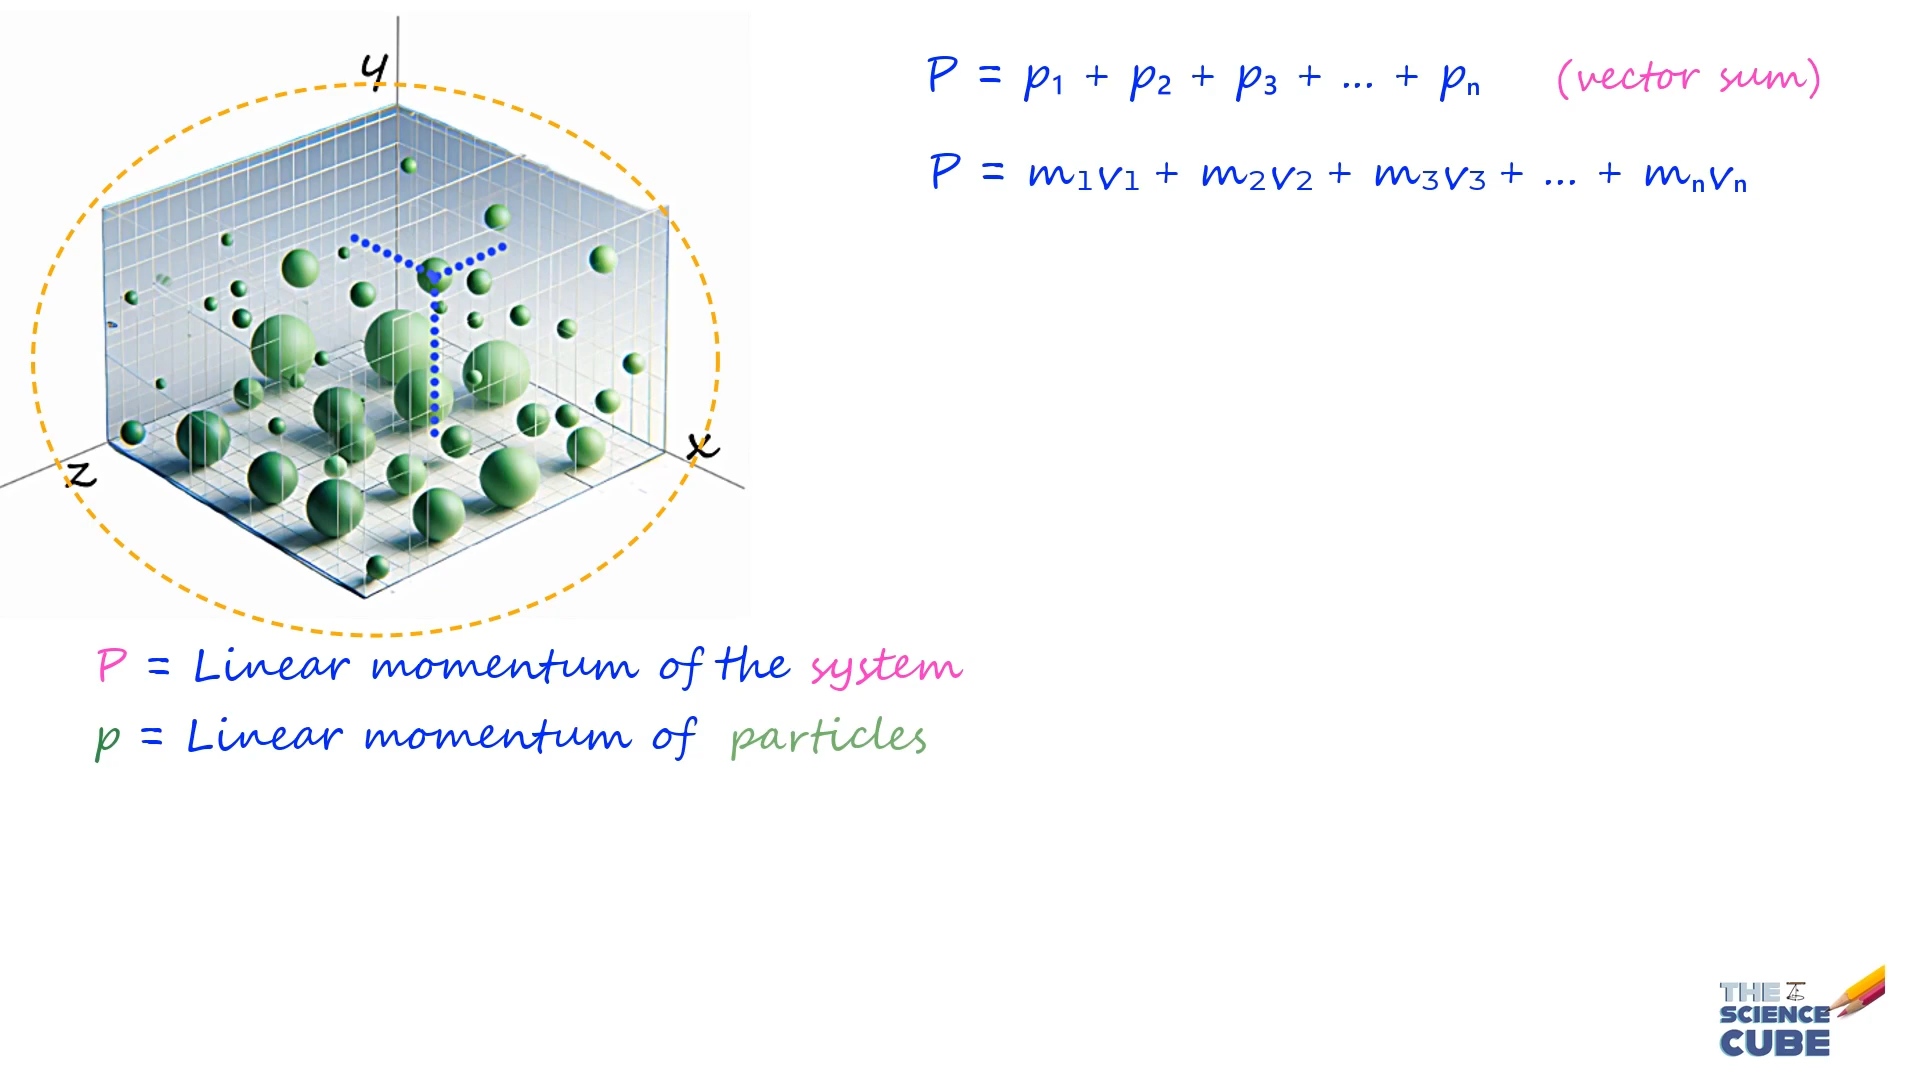 y
z
x
P = p₁ + p₂ + p₃ + ... + pₙ (vector sum)
P = m₁v₁ + m₂v₂ + m₃v₃ + ... + mₙvₙ
P = Linear momentum of the system
p = Linear momentum of particles
THE
SCIENCE
CUBE